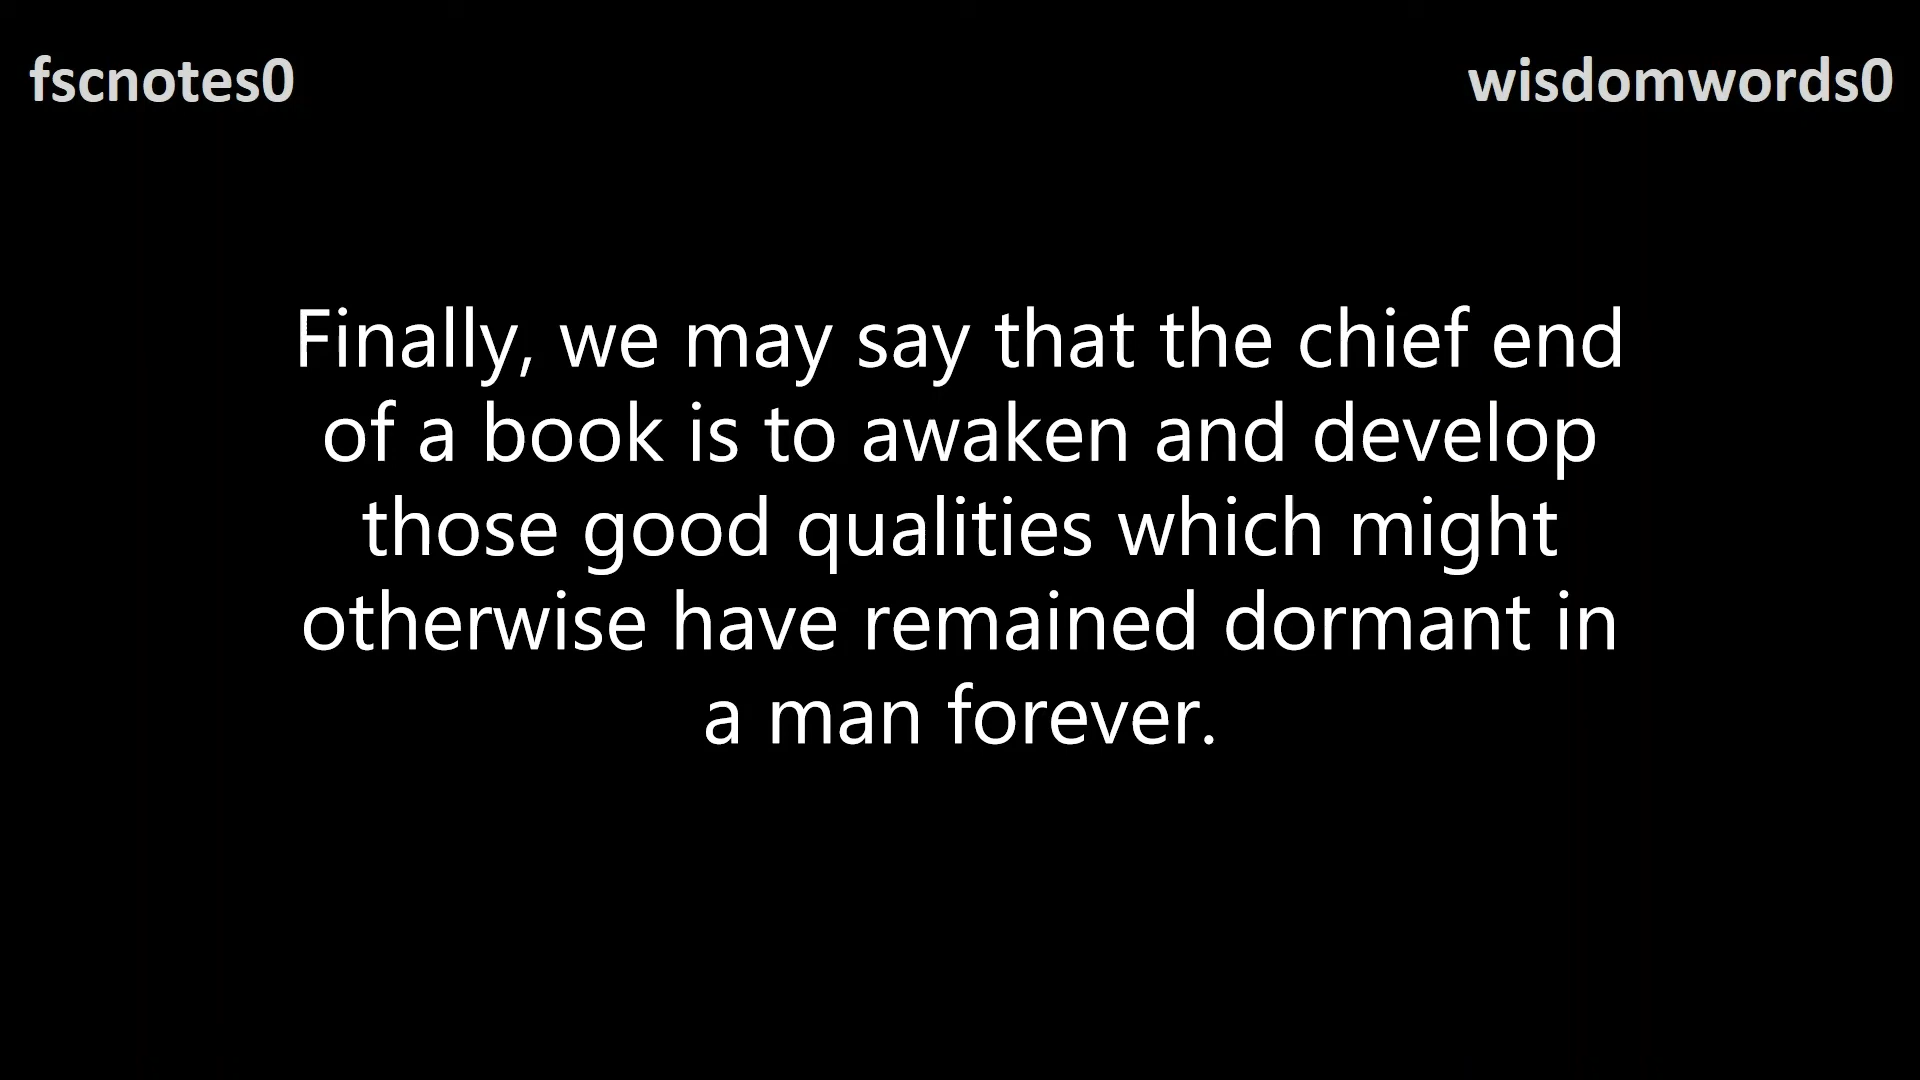 fscnotes0
wisdomwords0
Finally, we may say that the chief end
of a book is to awaken and develop
those good qualities which might
otherwise have remained dormant in
a man forever.